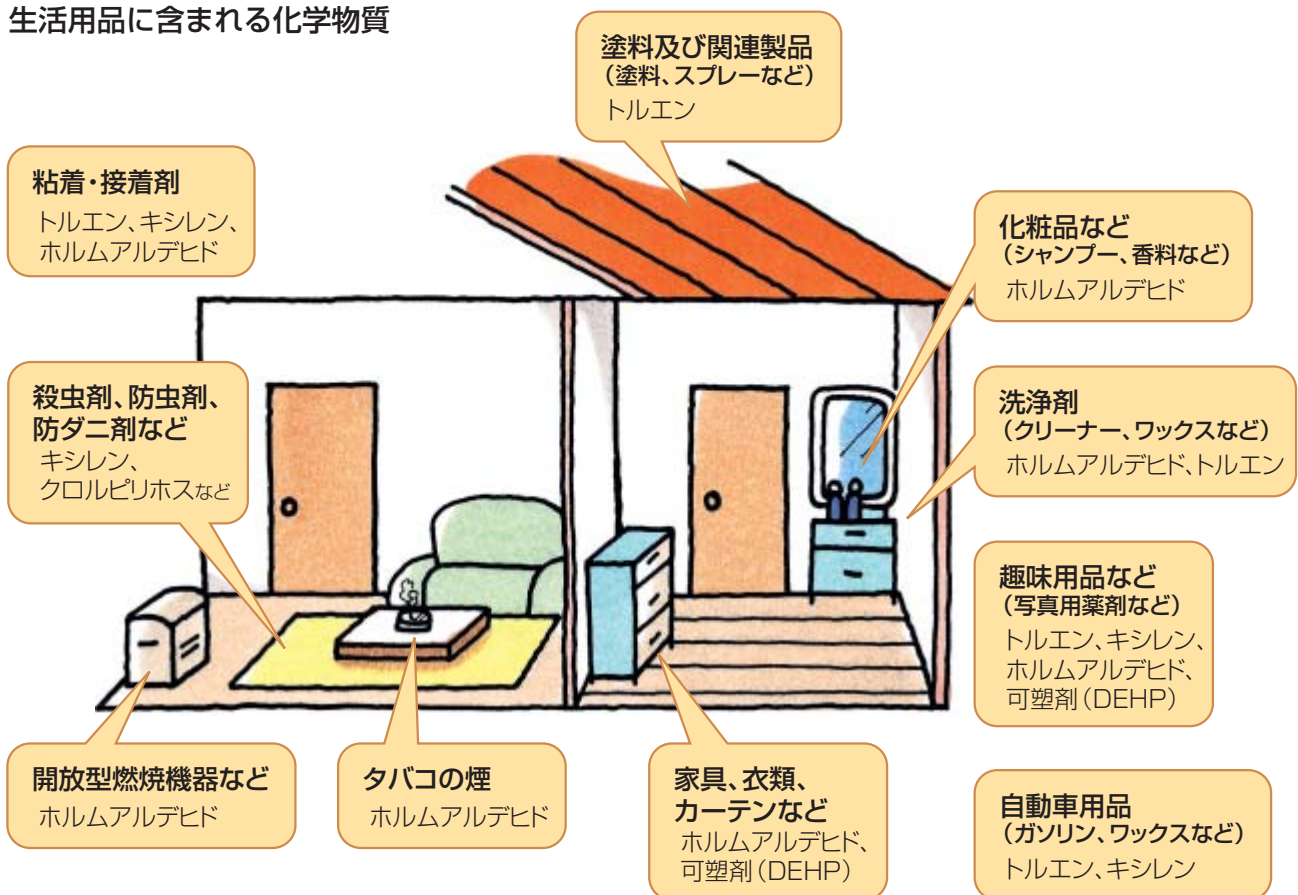 生活用品に含まれる化学物質
塗料及び関連製品
（塗料、スプレーなど）
トルエン
粘着・接着剤
トルエン、キシレン、
ホルムアルデヒド
化粧品など
（シャンプー、香料など）
ホルムアルデヒド
殺虫剤、防虫剤、
防ダニ剤など
キシレン、
クロルピリホスなど
洗浄剤
（クリーナー、ワックスなど）
ホルムアルデヒド、トルエン
趣味用品など
（写真用薬剤など）
トルエン、キシレン、
ホルムアルデヒド、
可塑剤（DEHP）
開放型燃焼機器など
ホルムアルデヒド
タバコの煙
ホルムアルデヒド
家具、衣類、
カーテンなど
ホルムアルデヒド、
可塑剤（DEHP）
自動車用品
（ガソリン、ワックスなど）
トルエン、キシレン